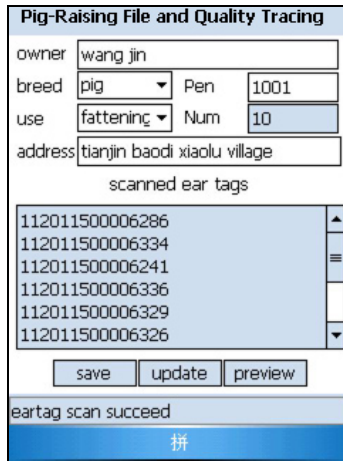 Pig-Raising File and Quality Tracing
owner wang jin
breed pig Pen 1001
use fattening Num 10
address tianjin baodi xiaolu village
scanned ear tags
112011500006286
112011500006334
112011500006241
112011500006336
112011500006329
112011500006326
save update preview
eartag scan succeed
拼